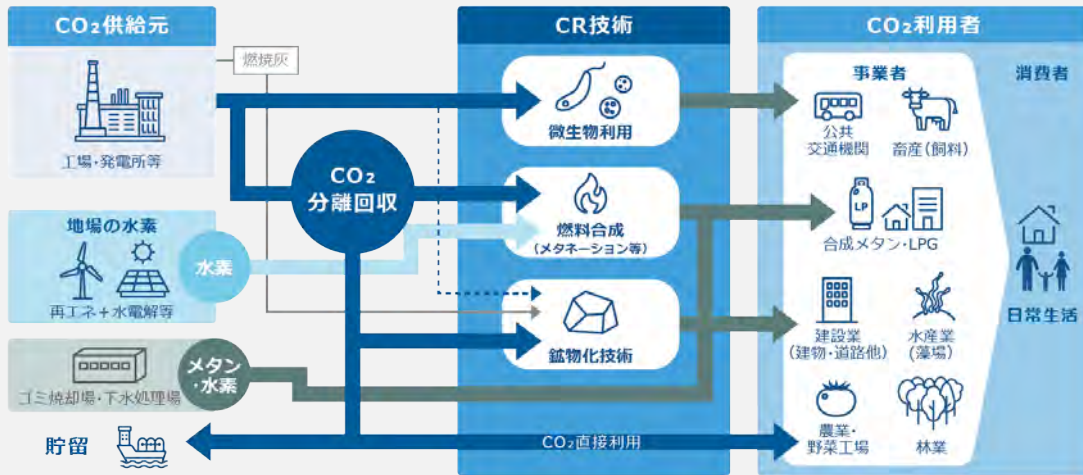 CO₂供給元
燃焼灰
工場・発電所等
地場の水素
水素
再エネ+水電解等
メタン
・水素
ゴミ焼却場・下水処理場
貯留
CO₂
分離回収
CR技術
微生物利用
燃料合成
(メタネーション等)
鉱物化技術
CO₂直接利用
CO₂利用者
事業者
消費者
公共
交通機関
畜産(飼料)
LP
合成メタン・LPG
建設業
(建物・道路他)
水産業
(藻場)
農業・
野菜工場
林業
日常生活